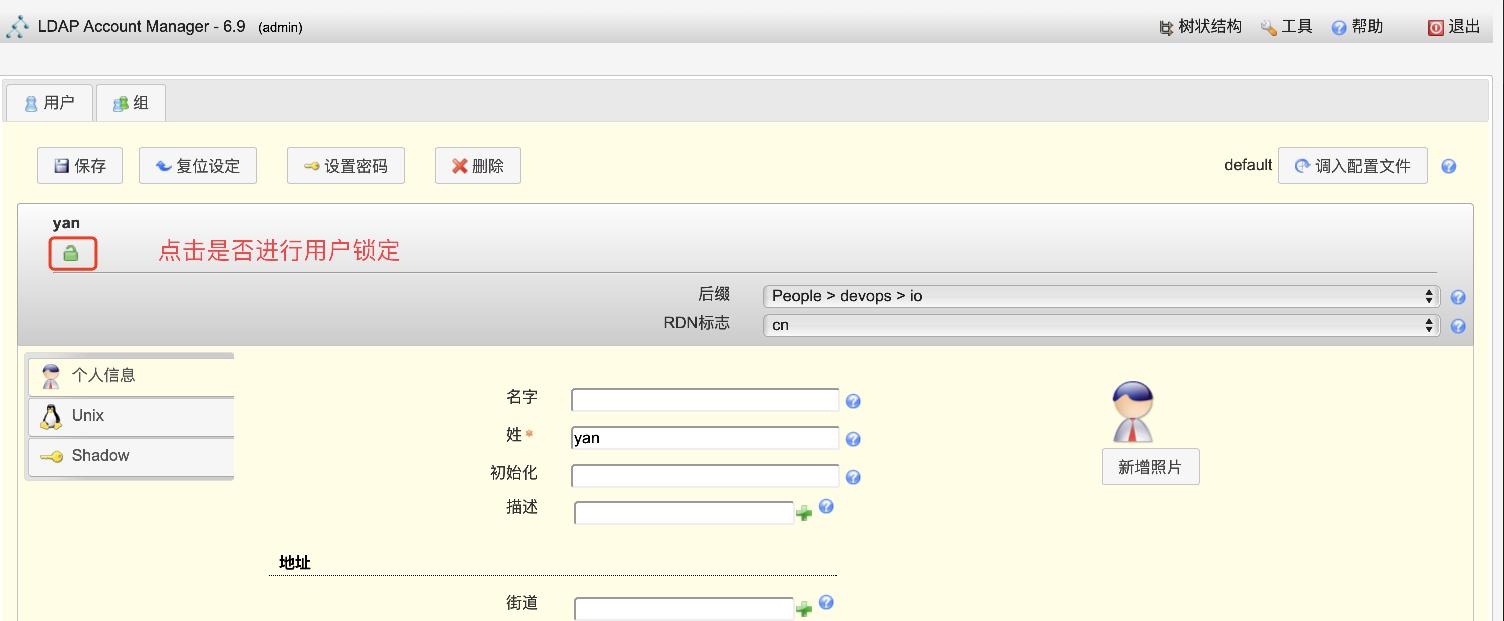 LDAP Account Manager - 6.9 (admin) 树状结构 工具 帮助 退出
用户 组
保存 复位设定 设置密码 删除 default 调入配置文件
yan
点击是否进行用户锁定
后缀 People > devops > io
RDN标志 cn
个人信息
Unix
Shadow
名字
姓* yan
初始化
描述
新增照片
地址
街道